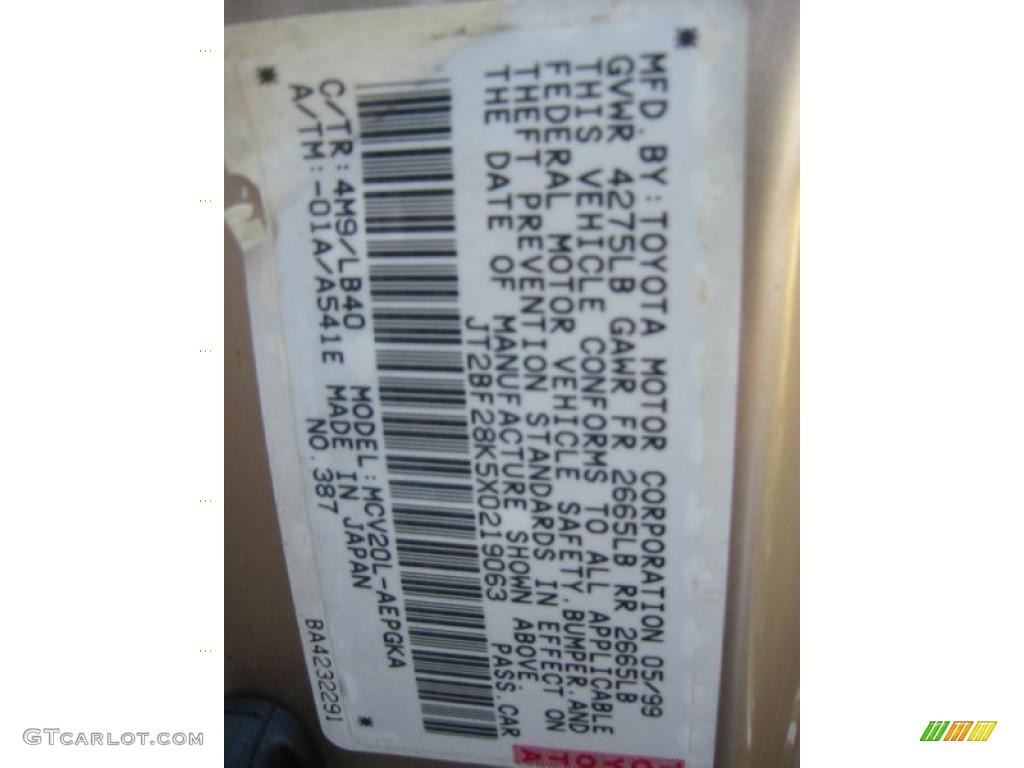 MFD.BY:TOYOTA MOTOR CORPORATION 05/99
GVWR 4275LB GAWR FR 2665LB RR 2665LB
THIS VEHICLE CONFORMS TO ALL APPLICABLE
FEDERAL MOTOR VEHICLE SAFETY,BUMPER,AND
THEFT PREVENTION STANDARDS IN EFFECT ON
THE DATE OF MANUFACTURE SHOWN ABOVE.
JT2BF28K5X0219063 PASS.CAR
MODEL:MCV20L-AEPGKA
C/TR:4M9/LB40 MADE IN JAPAN
A/TM:-01A/A541E NO.387
BA4232291
TOYOTA
GTCARLOT.COM